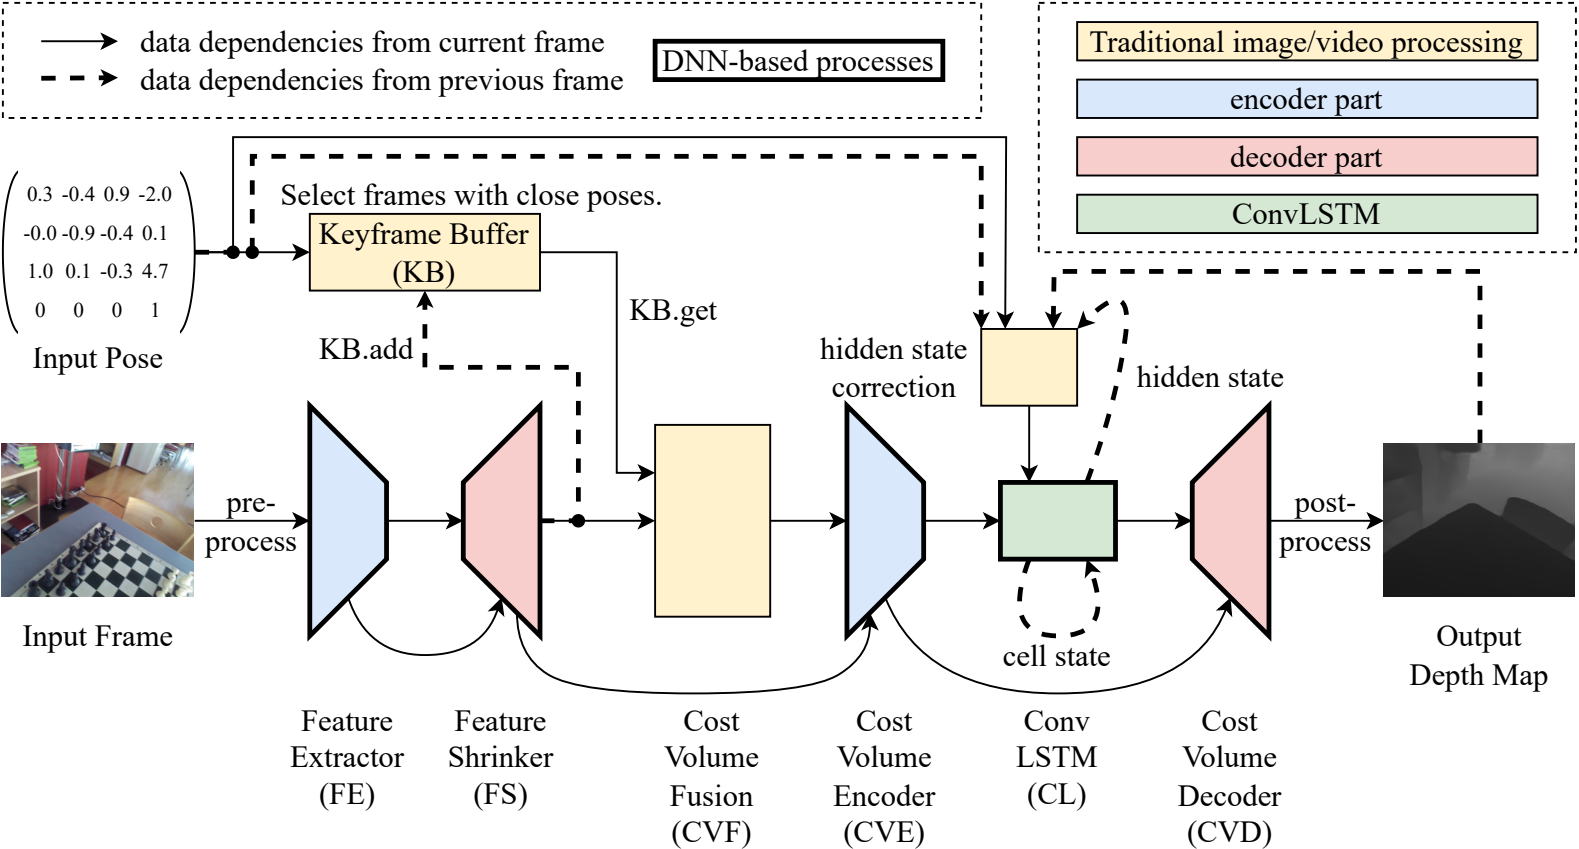 data dependencies from current frame
data dependencies from previous frame
DNN-based processes
Traditional image/video processing
encoder part
decoder part
ConvLSTM
0.3 -0.4 0.9 -2.0
-0.0 -0.9 -0.4 0.1
1.0 0.1 -0.3 4.7
0 0 0 1
Input Pose
Select frames with close poses.
Keyframe Buffer
(KB)
KB.get
KB.add
hidden state
correction
hidden state
pre-
process
post-
process
cell state
Input Frame
Output
Depth Map
Feature
Extractor
(FE)
Feature
Shrinker
(FS)
Cost
Volume
Fusion
(CVF)
Cost
Volume
Encoder
(CVE)
Conv
LSTM
(CL)
Cost
Volume
Decoder
(CVD)